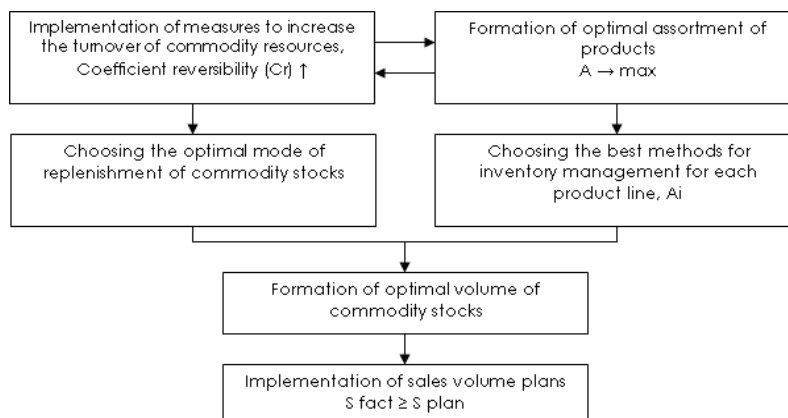 Implementation of measures to increase
the turnover of commodity resources,
Coefficient reversibility (Cr) ↑
Formation of optimal assortment of
products
A → max
Choosing the optimal mode of
replenishment of commodity stocks
Choosing the best methods for
inventory management for each
product line, Ai
Formation of optimal volume of
commodity stocks
Implementation of sales volume plans
S fact ≥ S plan